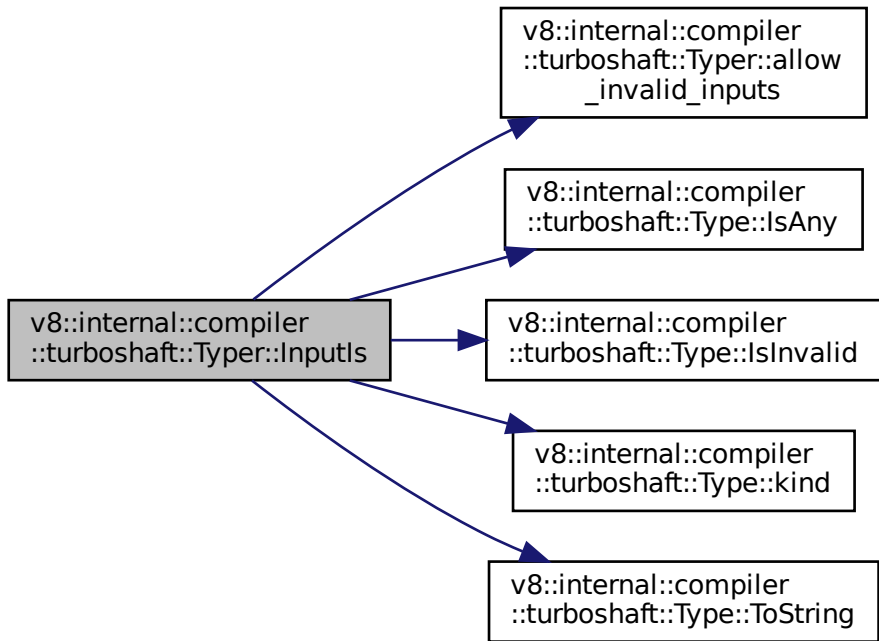 v8::internal::compiler
::turboshaft::Typer::allow
_invalid_inputs
v8::internal::compiler
::turboshaft::Type::IsAny
v8::internal::compiler
::turboshaft::Typer::InputIs
v8::internal::compiler
::turboshaft::Type::IsInvalid
v8::internal::compiler
::turboshaft::Type::kind
v8::internal::compiler
::turboshaft::Type::ToString